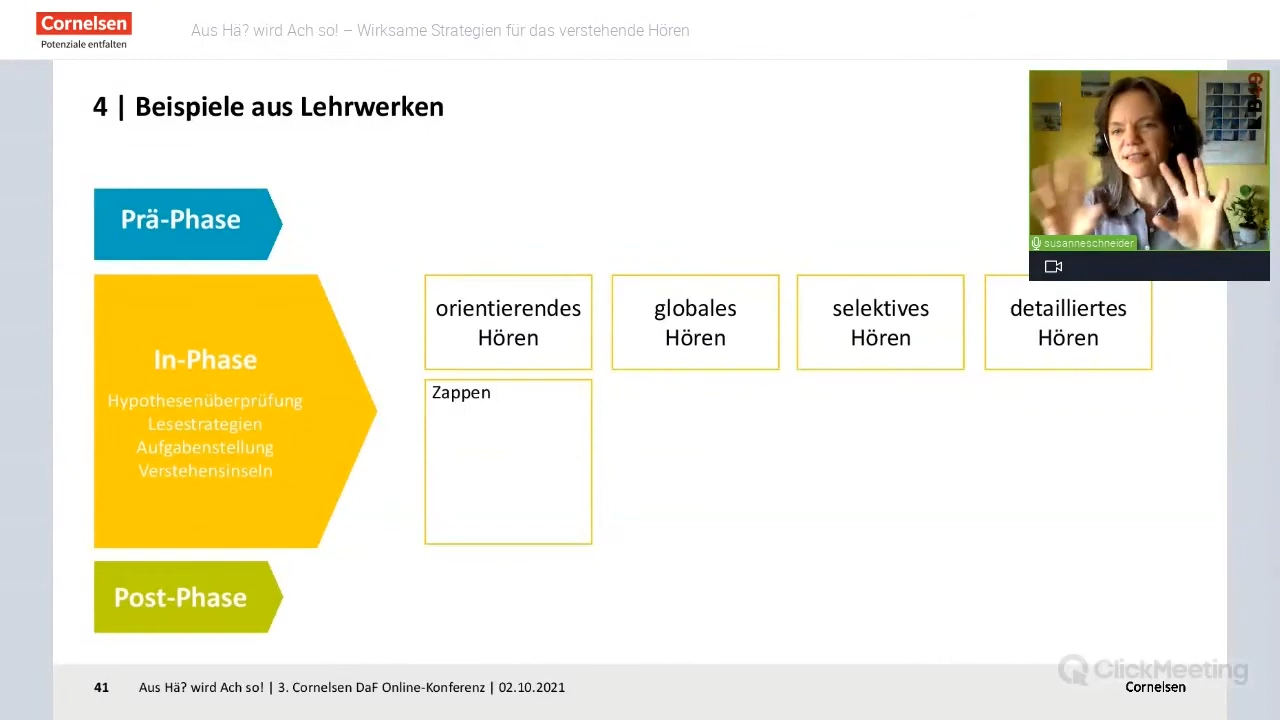 Cornelsen
Potenziale entfalten
Aus Hä? wird Ach so! – Wirksame Strategien für das verstehende Hören
4 | Beispiele aus Lehrwerken
susanneschneider
Prä-Phase
In-Phase
Hypothesenüberprüfung
Lesestrategien
Aufgabenstellung
Verstehensinseln
orientierendes
Hören
globales
Hören
selektives
Hören
detailliertes
Hören
Zappen
Post-Phase
ClickMeeting
41 Aus Hä? wird Ach so! | 3. Cornelsen DaF Online-Konferenz | 02.10.2021
Cornelsen